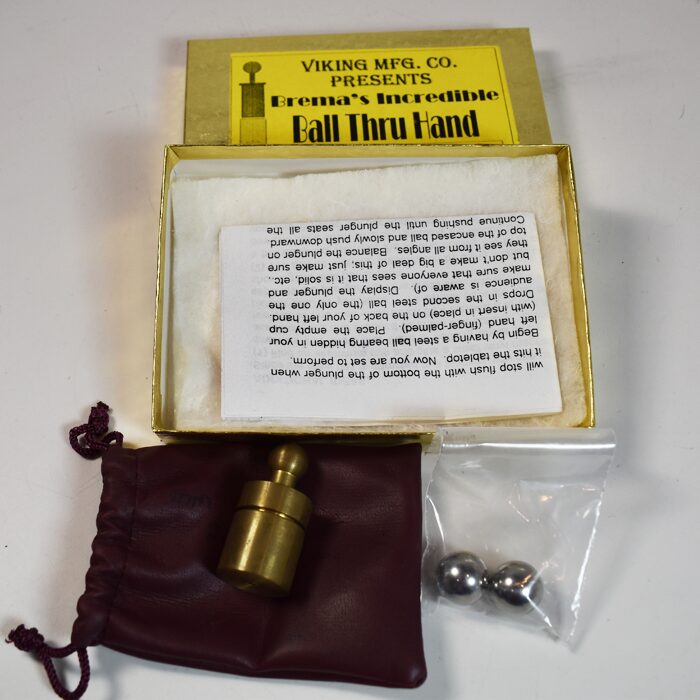 VIKING MFG. CO.
PRESENTS
Brema's Incredible
Ball Thru Hand
will stop flush with the bottom of the plunger when
it hits the tabletop. Now you are set to perform.
Begin by having a steel ball bearing hidden in your
left hand (finger-palmed). Place the empty cup
(with insert in place) on the back of your left hand.
Drops in the second steel ball (the only one the
audience is aware of). Display the plunger and
make sure that everyone sees that it is solid, etc.,
but don't make a big deal of this; just make sure
they see it from all angles. Balance the plunger on
top of the encased ball and slowly push downward.
Continue pushing until the plunger seats all the